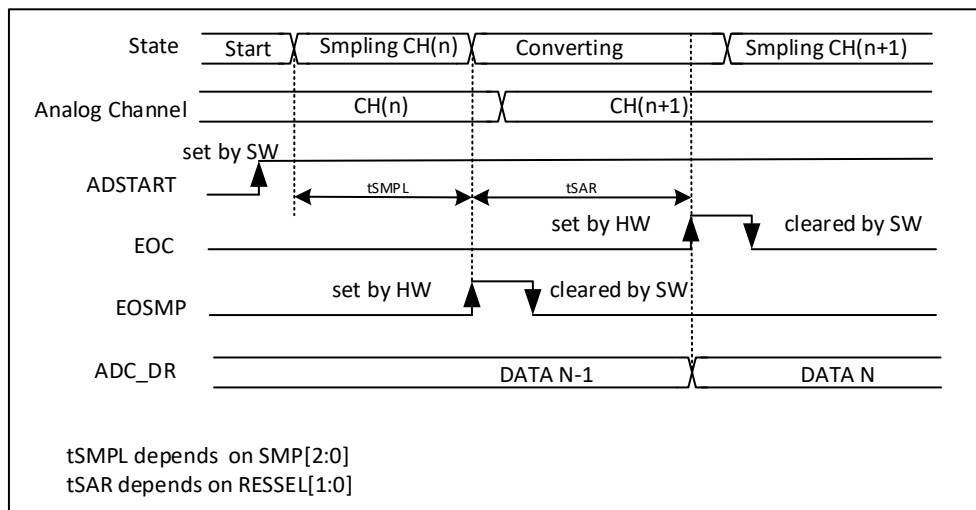 State Start Smpling CH(n) Converting Smpling CH(n+1)
Analog Channel CH(n) CH(n+1)
set by SW
ADSTART tSMPL tSAR
set by HW cleared by SW
EOC
set by HW cleared by SW
EOSMP
ADC_DR DATA N-1 DATA N
tSMPL depends on SMP[2:0]
tSAR depends on RESSEL[1:0]